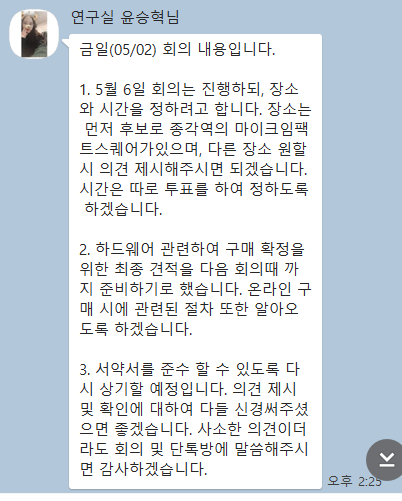 연구실 윤승혁님
금일(05/02) 회의 내용입니다.
1. 5월 6일 회의는 진행하되, 장소
와 시간을 정하려고 합니다. 장소는
먼저 후보로 종각역의 마이크임팩
트스퀘어가있으며, 다른 장소 원할
시 의견 제시해주시면 되겠습니다.
시간은 따로 투표를 하여 정하도록
하겠습니다.
2. 하드웨어 관련하여 구매 확정을
위한 최종 견적을 다음 회의때 까
지 준비하기로 했습니다. 온라인 구
매 시에 관련된 절차 또한 알아오
도록 하겠습니다.
3. 서약서를 준수 할 수 있도록 다
시 상기할 예정입니다. 의견 제시
및 확인에 대하여 다들 신경써주셨
으면 좋겠습니다. 사소한 의견이더
라도 회의 및 단톡방에 말씀해주시
면 감사하겠습니다.
오후 2:25